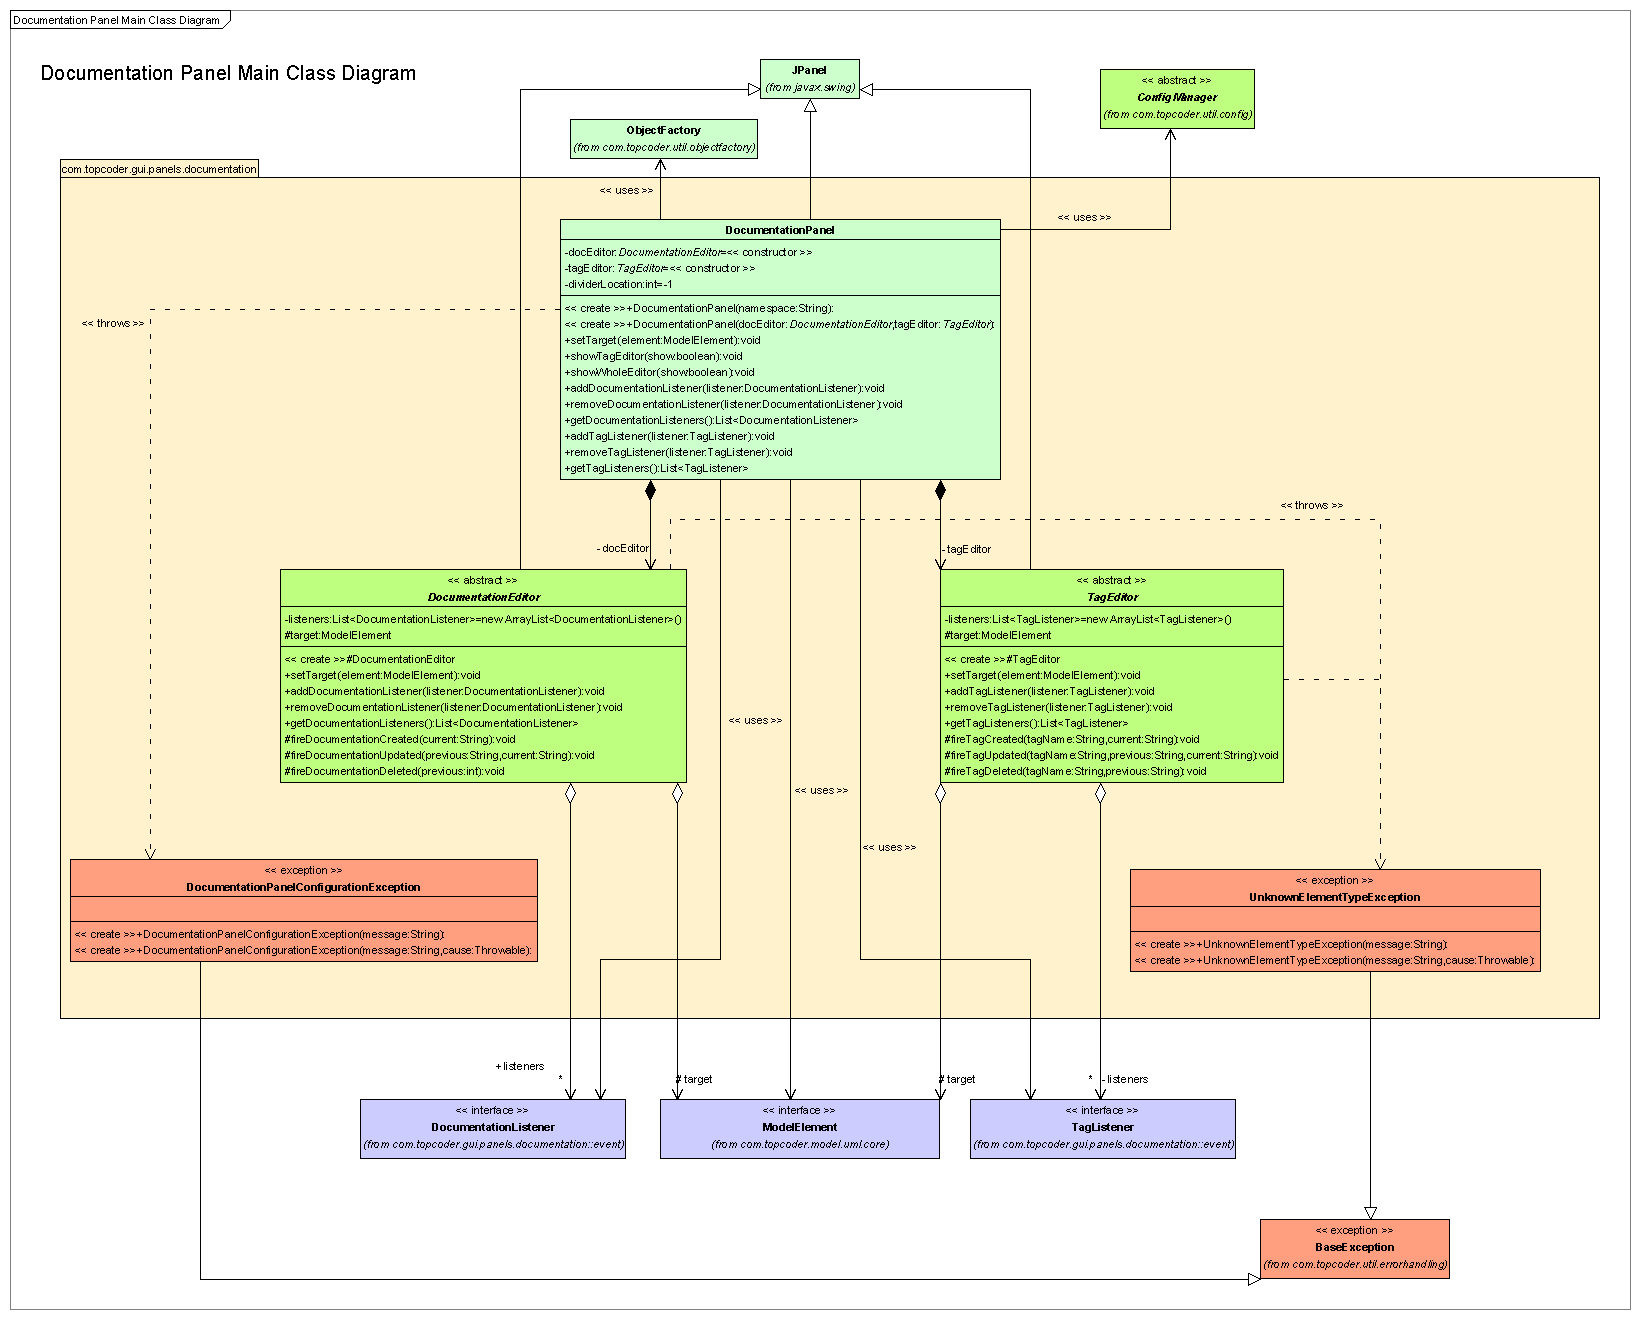 Documentation Panel Main Class Diagram
Documentation Panel Main Class Diagram
JPanel
(from javax.swing)
<< abstract >>
ConfigManager
(from com.topcoder.util.config)
ObjectFactory
(from com.topcoder.util.objectfactory)
com.topcoder.gui.panels.documentation
<< uses >>
<< uses >>
DocumentationPanel
-docEditor:DocumentationEditor=<< constructor >>
-tagEditor:TagEditor=<< constructor >>
-dividerLocation:int=-1
<< create >>+DocumentationPanel(namespace:String):
<< create >>+DocumentationPanel(docEditor:DocumentationEditor,tagEditor:TagEditor):
+setTarget(element:ModelElement):void
+showTagEditor(show:boolean):void
+showWholeEditor(show:boolean):void
+addDocumentationListener(listener:DocumentationListener):void
+removeDocumentationListener(listener:DocumentationListener):void
+getDocumentationListeners():List<DocumentationListener>
+addTagListener(listener:TagListener):void
+removeTagListener(listener:TagListener):void
+getTagListeners():List<TagListener>
<< throws >>
<< throws >>
- docEditor
- tagEditor
<< abstract >>
DocumentationEditor
-listeners:List<DocumentationListener>=new ArrayList<DocumentationListener>()
#target:ModelElement
<< create >>#DocumentationEditor
+setTarget(element:ModelElement):void
+addDocumentationListener(listener:DocumentationListener):void
+removeDocumentationListener(listener:DocumentationListener):void
+getDocumentationListeners():List<DocumentationListener>
#fireDocumentationCreated(current:String):void
#fireDocumentationUpdated(previous:String,current:String):void
#fireDocumentationDeleted(previous:int):void
<< abstract >>
TagEditor
-listeners:List<TagListener>=new ArrayList<TagListener>()
#target:ModelElement
<< create >>#TagEditor
+setTarget(element:ModelElement):void
+addTagListener(listener:TagListener):void
+removeTagListener(listener:TagListener):void
+getTagListeners():List<TagListener>
#fireTagCreated(tagName:String,current:String):void
#fireTagUpdated(tagName:String,previous:String,current:String):void
#fireTagDeleted(tagName:String,previous:String):void
<< uses >>
<< uses >>
<< uses >>
<< exception >>
DocumentationPanelConfigurationException
<< create >>+DocumentationPanelConfigurationException(message:String):
<< create >>+DocumentationPanelConfigurationException(message:String,cause:Throwable):
<< exception >>
UnknownElementTypeException
<< create >>+UnknownElementTypeException(message:String):
<< create >>+UnknownElementTypeException(message:String,cause:Throwable):
+ listeners
*
# target
# target
* - listeners
<< interface >>
DocumentationListener
(from com.topcoder.gui.panels.documentation::event)
<< interface >>
ModelElement
(from com.topcoder.model.uml.core)
<< interface >>
TagListener
(from com.topcoder.gui.panels.documentation::event)
<< exception >>
BaseException
(from com.topcoder.util.errorhandling)